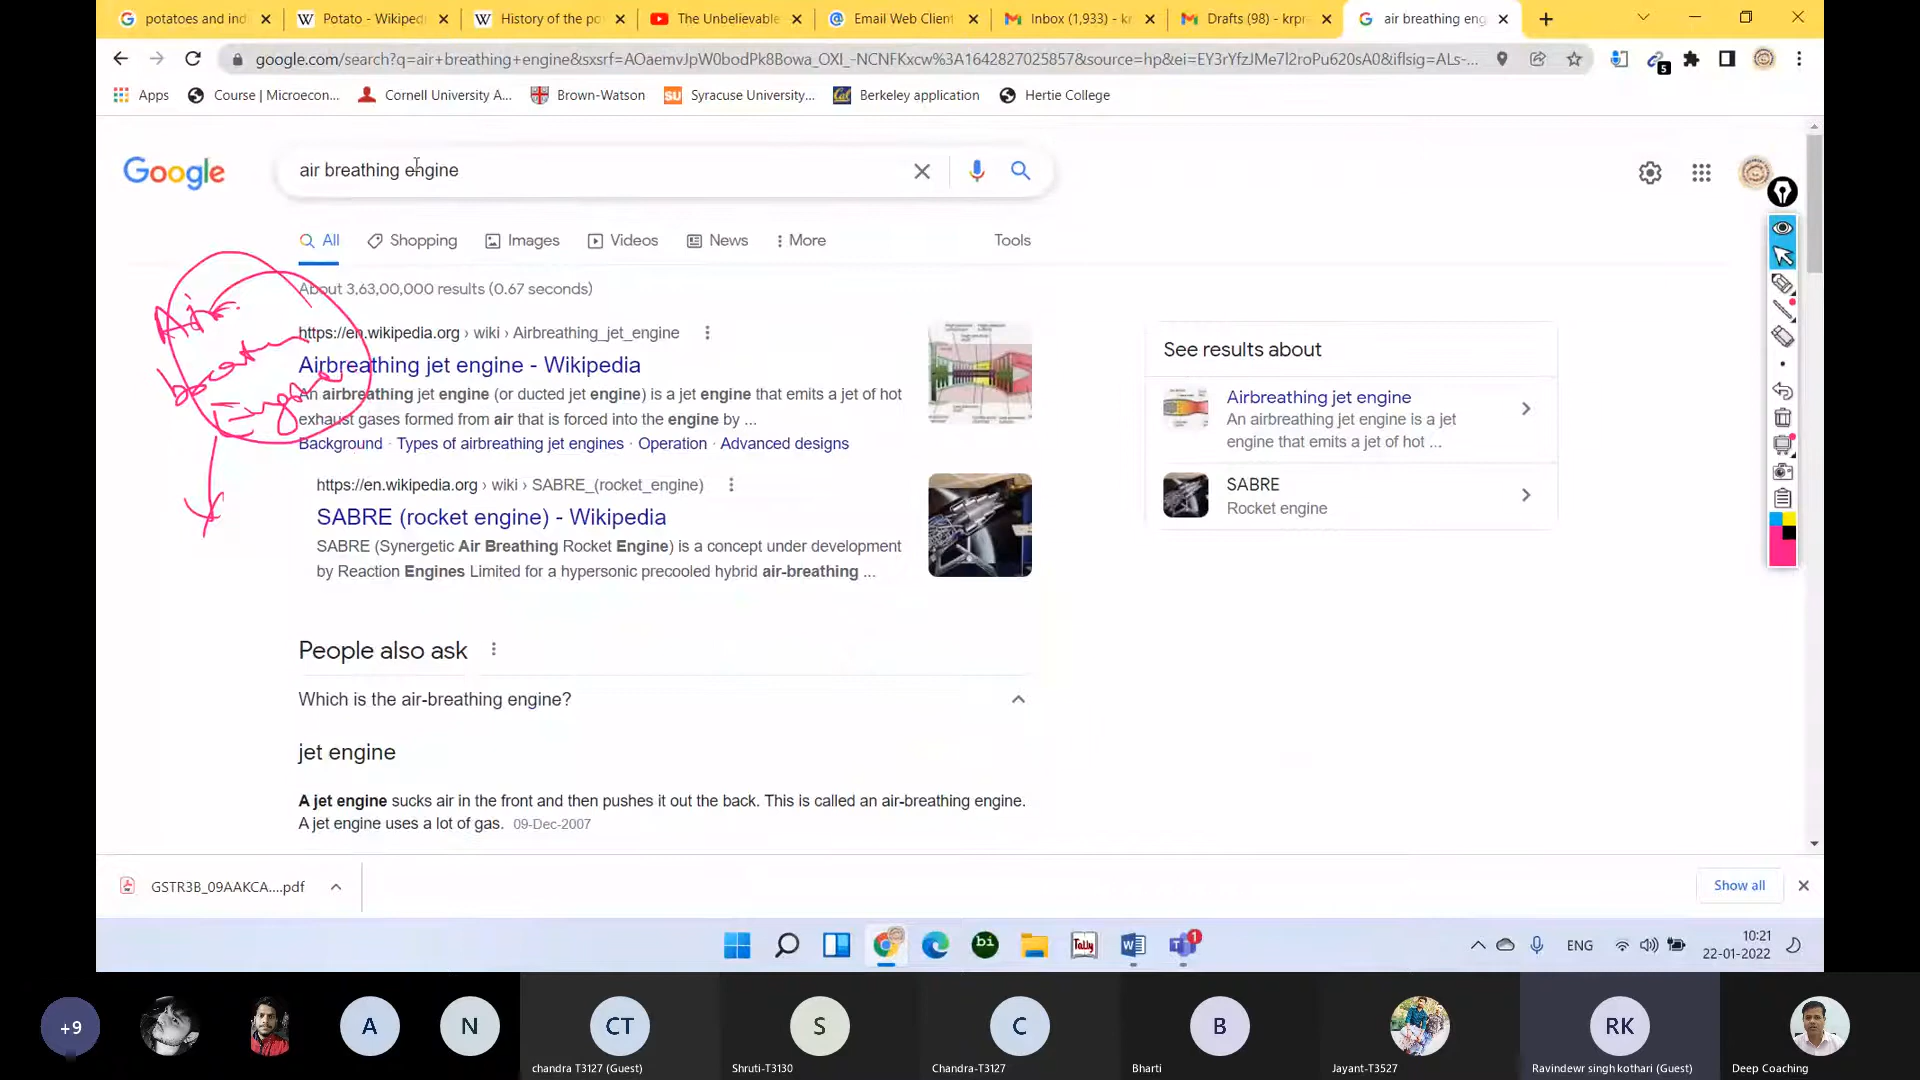 potatoes and ind
Potato - Wikiped
History of the po
The Unbelievable
Email Web Client
Inbox (1,933) - kr
Drafts (98) - krpr
air breathing eng
google.com/search?q=air+breathing+engine&sxsrf=AOaemvJpW0bodPk8Bowa_OXI_-NCNFKxcw%3A1642827025857&source=hp&ei=EY3rYfzJMe7l2roPu620sA0&iflsig=ALs-...
5
Apps
Course | Microecon...
Cornell University A...
Brown-Watson
SU Syracuse University...
Cal Berkeley application
Hertie College
Google
air breathing engine
All
Shopping
Images
Videos
News
More
Tools
About 3,63,00,000 results (0.67 seconds)
Air
breathing
Engine
https://en.wikipedia.org › wiki › Airbreathing_jet_engine
Airbreathing jet engine - Wikipedia
An airbreathing jet engine (or ducted jet engine) is a jet engine that emits a jet of hot
exhaust gases formed from air that is forced into the engine by ...
Background · Types of airbreathing jet engines · Operation · Advanced designs
https://en.wikipedia.org › wiki › SABRE_(rocket_engine)
SABRE (rocket engine) - Wikipedia
SABRE (Synergetic Air Breathing Rocket Engine) is a concept under development
by Reaction Engines Limited for a hypersonic precooled hybrid air-breathing ...
See results about
Airbreathing jet engine
An airbreathing jet engine is a jet
engine that emits a jet of hot ...
SABRE
Rocket engine
People also ask
Which is the air-breathing engine?
jet engine
A jet engine sucks air in the front and then pushes it out the back. This is called an air-breathing engine.
A jet engine uses a lot of gas. 09-Dec-2007
GSTR3B_09AAKCA....pdf
Show all
bi
Tally
1
ENG
10:21
22-01-2022
+9
A
N
CT
S
C
B
RK
chandra T3127 (Guest)
Shruti-T3130
Chandra-T3127
Bharti
Jayant-T3527
Ravindewr singh kothari (Guest)
Deep Coaching